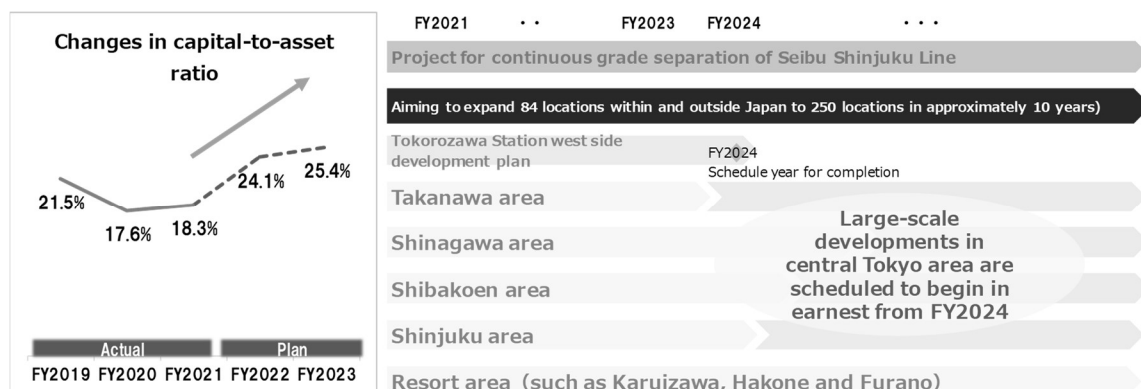 Changes in capital-to-asset
ratio
21.5%
17.6%
18.3%
24.1%
25.4%
Actual
Plan
FY2019 FY2020 FY2021 FY2022 FY2023
FY2021 ・・ FY2023 FY2024 ・・・
Project for continuous grade separation of Seibu Shinjuku Line
Aiming to expand 84 locations within and outside Japan to 250 locations in approximately 10 years)
Tokorozawa Station west side
development plan
FY2024
Schedule year for completion
Takanawa area
Shinagawa area
Shibakoen area
Shinjuku area
Large-scale
developments in
central Tokyo area are
scheduled to begin in
earnest from FY2024
Resort area（such as Karuizawa, Hakone and Furano）